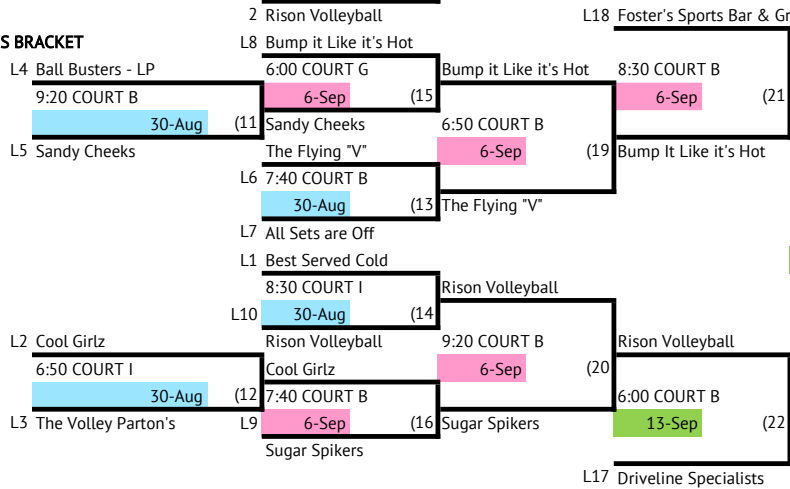 2 Rison Volleyball
L18 Foster's Sports Bar & Gr
S BRACKET
L8 Bump it Like it's Hot
L4 Ball Busters - LP
6:00 COURT G
Bump it Like it's Hot
8:30 COURT B
9:20 COURT B
6-Sep (15
6-Sep (21
30-Aug (11
Sandy Cheeks
6:50 COURT B
L5 Sandy Cheeks
The Flying "V"
6-Sep (19
Bump It Like it's Hot
L6 7:40 COURT B
30-Aug (13
The Flying "V"
L7 All Sets are Off
L1 Best Served Cold
8:30 COURT I
Rison Volleyball
L10 30-Aug (14
L2 Cool Girlz
Rison Volleyball
9:20 COURT B
Rison Volleyball
6:50 COURT I
Cool Girlz
6-Sep (20
30-Aug (12
7:40 COURT B
6:00 COURT B
L3 The Volley Parton's
L9 6-Sep (16
Sugar Spikers
13-Sep (22
Sugar Spikers
L17 Driveline Specialists